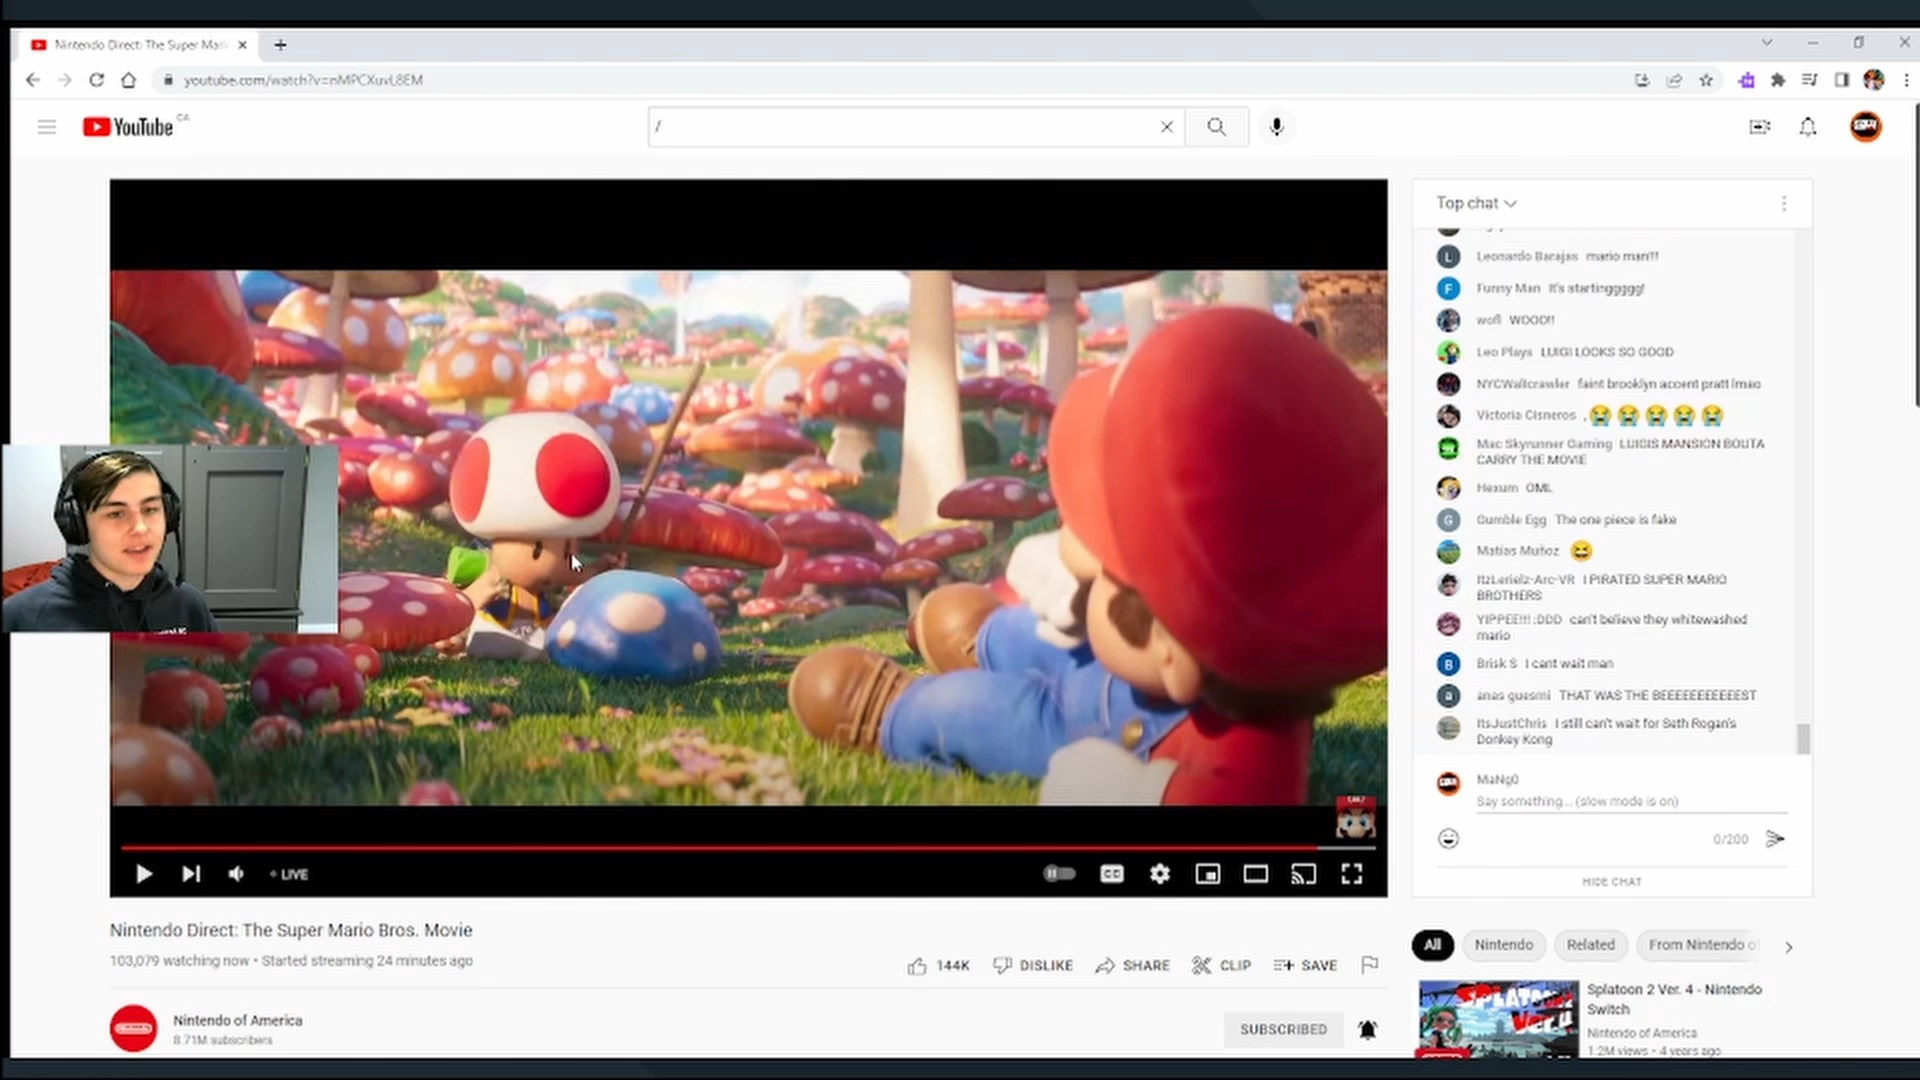 Nintendo Direct: The Super Mari
youtube.com/watch?v=nMPCXuvL8EM
YouTube CA
/
Top chat
Leonardo Barajas mario man!!!
Funny Man It's startinggggg!
wofl WOOO!!
Leo Plays LUIGI LOOKS SO GOOD
NYCWallcrawler faint brooklyn accent pratt lmao
Victoria Cisneros , 😭😭😭😭😭
Mac Skyrunner Gaming LUIGIS MANSION BOUTA
CARRY THE MOVIE
Hexum OML
Gumble Egg The one piece is fake
Matías Muñoz 😆
ItzLerielz-Arc-VR I PIRATED SUPER MARIO
BROTHERS
YIPPEE!!! :DDD can't believe they whitewashed
mario
Brisk S I cant wait man
anas guesmi THAT WAS THE BEEEEEEEEEEEST
ItsJustChris I still can't wait for Seth Rogan's
Donkey Kong
MaNg0
Say something... (slow mode is on)
0/200
HIDE CHAT
LIVE
Nintendo Direct: The Super Mario Bros. Movie
103,079 watching now • Started streaming 24 minutes ago
144K DISLIKE SHARE CLIP SAVE
Nintendo of America
8.71M subscribers
SUBSCRIBED
All Nintendo Related From Nintendo o
SPLATOON
Ver.4
Splatoon 2 Ver. 4 - Nintendo
Switch
Nintendo of America
1.2M views • 4 years ago